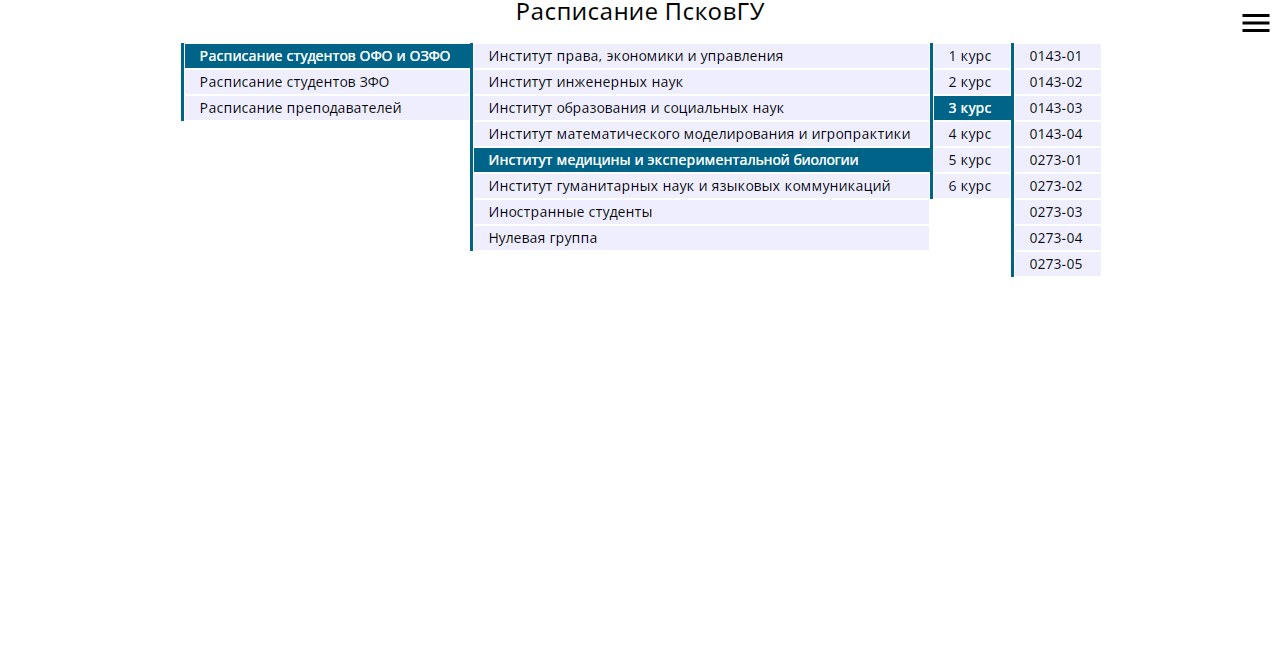 Расписание ПсковГУ
Расписание студентов ОФО и ОЗФО
Расписание студентов ЗФО
Расписание преподавателей
Институт права, экономики и управления
Институт инженерных наук
Институт образования и социальных наук
Институт математического моделирования и игропрактики
Институт медицины и экспериментальной биологии
Институт гуманитарных наук и языковых коммуникаций
Иностранные студенты
Нулевая группа
1 курс
2 курс
3 курс
4 курс
5 курс
6 курс
0143-01
0143-02
0143-03
0143-04
0273-01
0273-02
0273-03
0273-04
0273-05